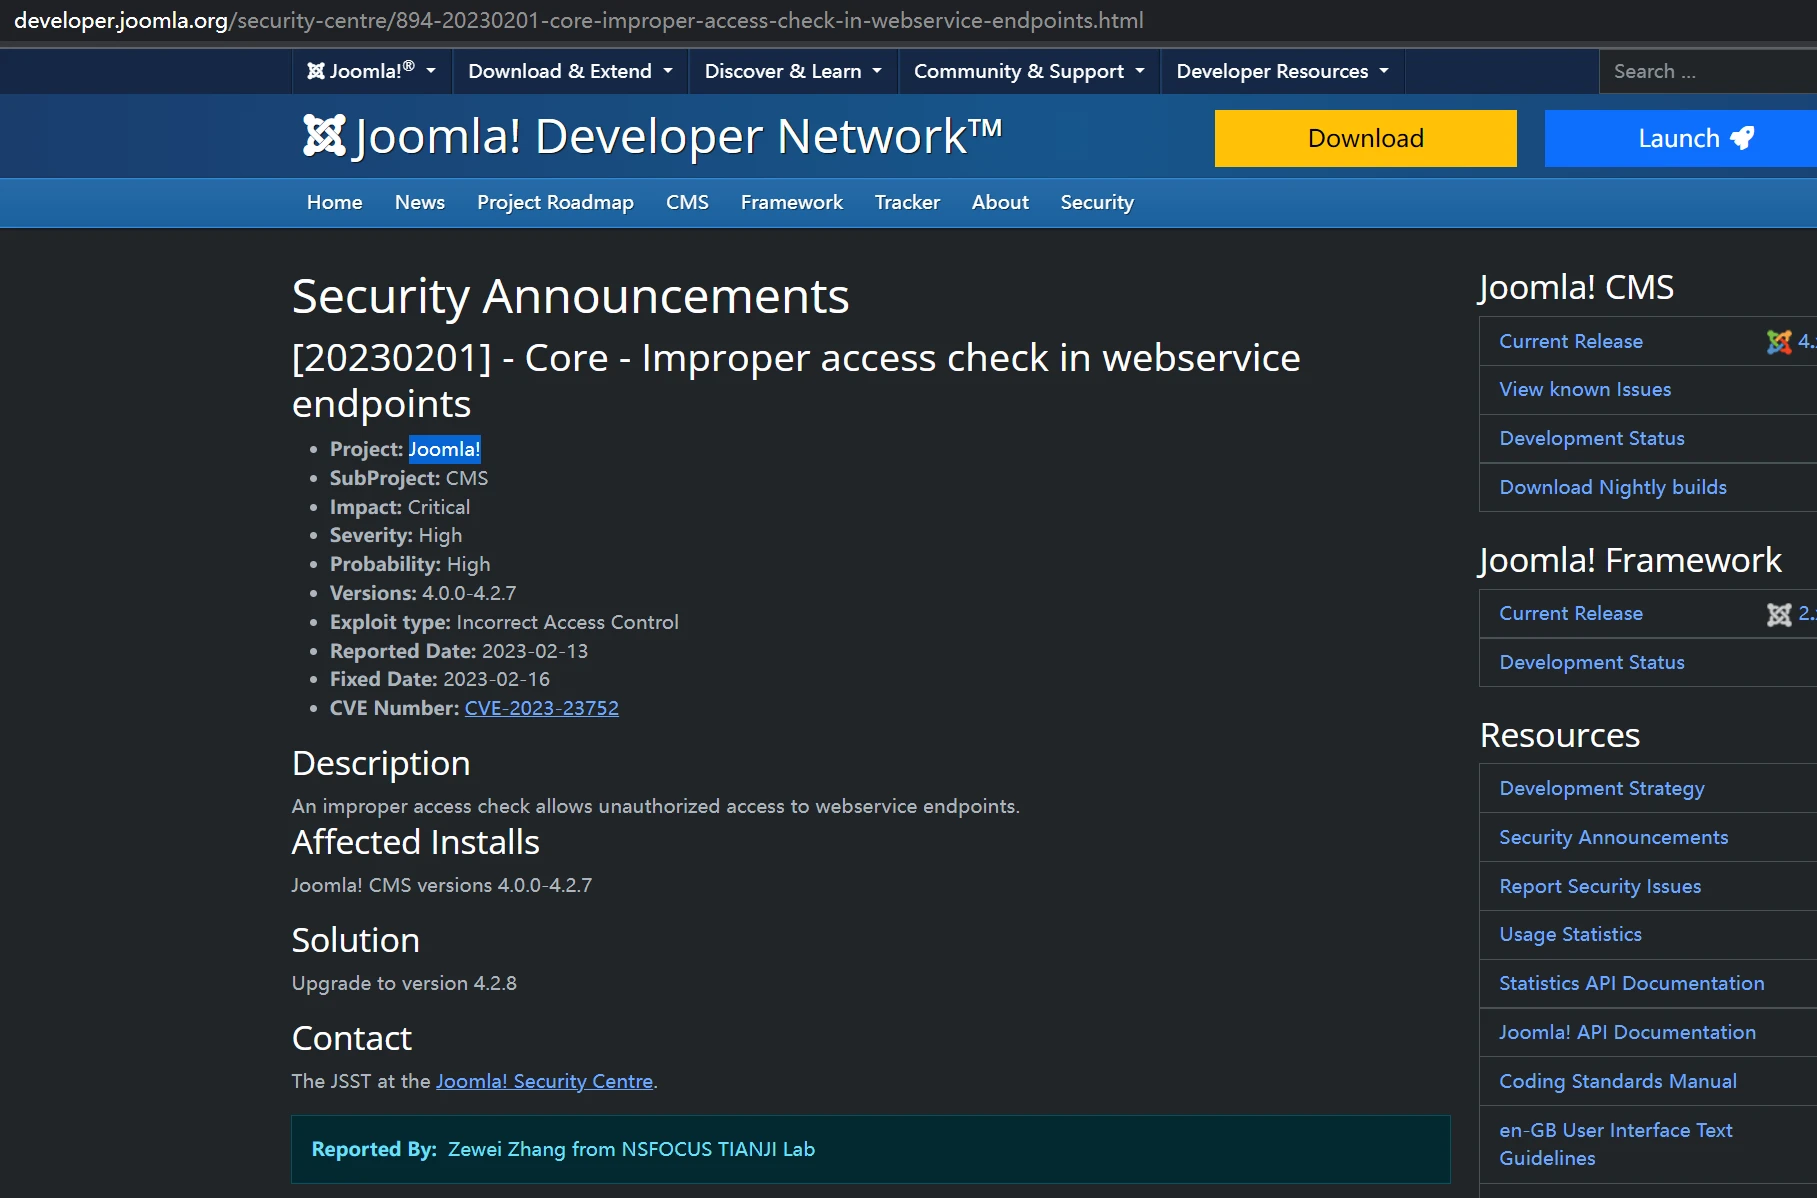 developer.joomla.org/security-centre/894-20230201-core-improper-access-check-in-webservice-endpoints.html
Joomla!® Download & Extend Discover & Learn Community & Support Developer Resources Search ...
Joomla! Developer Network™ Download Launch
Home News Project Roadmap CMS Framework Tracker About Security
Security Announcements
[20230201] - Core - Improper access check in webservice
endpoints
Project: Joomla!
SubProject: CMS
Impact: Critical
Severity: High
Probability: High
Versions: 4.0.0-4.2.7
Exploit type: Incorrect Access Control
Reported Date: 2023-02-13
Fixed Date: 2023-02-16
CVE Number: CVE-2023-23752
Description
An improper access check allows unauthorized access to webservice endpoints.
Affected Installs
Joomla! CMS versions 4.0.0-4.2.7
Solution
Upgrade to version 4.2.8
Contact
The JSST at the Joomla! Security Centre.
Reported By: Zewei Zhang from NSFOCUS TIANJI Lab
Joomla! CMS
Current Release 4.
View known Issues
Development Status
Download Nightly builds
Joomla! Framework
Current Release 2.
Development Status
Resources
Development Strategy
Security Announcements
Report Security Issues
Usage Statistics
Statistics API Documentation
Joomla! API Documentation
Coding Standards Manual
en-GB User Interface Text
Guidelines